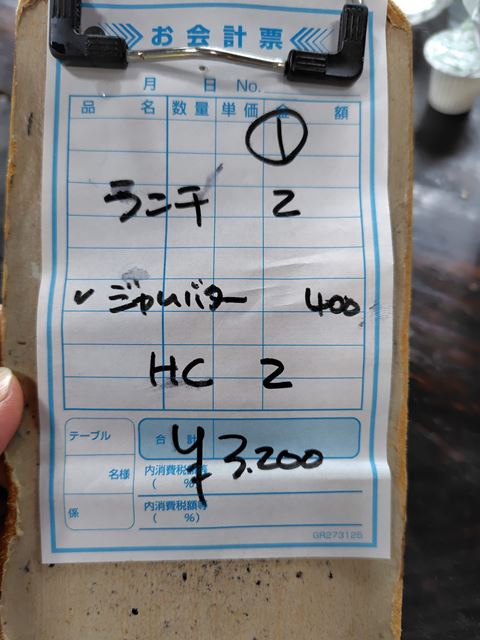 お会計票
月 日 No.
品 名 数量 単価 金 額
①
ランチ 2
✓ ジャムバター 400
HC 2
テーブル 合 計 ¥3.200
名様 内消費税額等
( %)
係 内消費税額等
( %)
GR273125